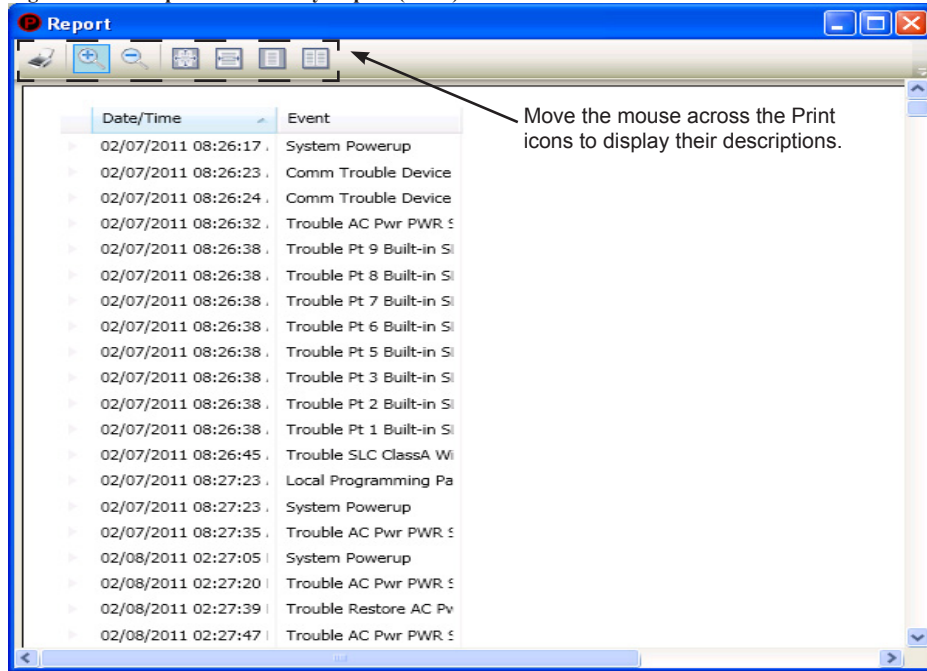 Report
Move the mouse across the Print
icons to display their descriptions.
Date/Time Event
02/07/2011 08:26:17 System Powerup
02/07/2011 08:26:23 Comm Trouble Device
02/07/2011 08:26:24 Comm Trouble Device
02/07/2011 08:26:32 Trouble AC Pwr PWR
02/07/2011 08:26:38 Trouble Pt 9 Built-in
02/07/2011 08:26:38 Trouble Pt 8 Built-in
02/07/2011 08:26:38 Trouble Pt 7 Built-in
02/07/2011 08:26:38 Trouble Pt 6 Built-in
02/07/2011 08:26:38 Trouble Pt 5 Built-in
02/07/2011 08:26:38 Trouble Pt 3 Built-in
02/07/2011 08:26:38 Trouble Pt 2 Built-in
02/07/2011 08:26:38 Trouble Pt 1 Built-in
02/07/2011 08:26:45 Trouble SLC ClassA Wi
02/07/2011 08:27:23 Local Programming Pa
02/07/2011 08:27:23 System Powerup
02/07/2011 08:27:35 Trouble AC Pwr PWR
02/08/2011 02:27:05 System Powerup
02/08/2011 02:27:20 Trouble AC Pwr PWR
02/08/2011 02:27:39 Trouble Restore AC
02/08/2011 02:27:47 Trouble AC Pwr PWR